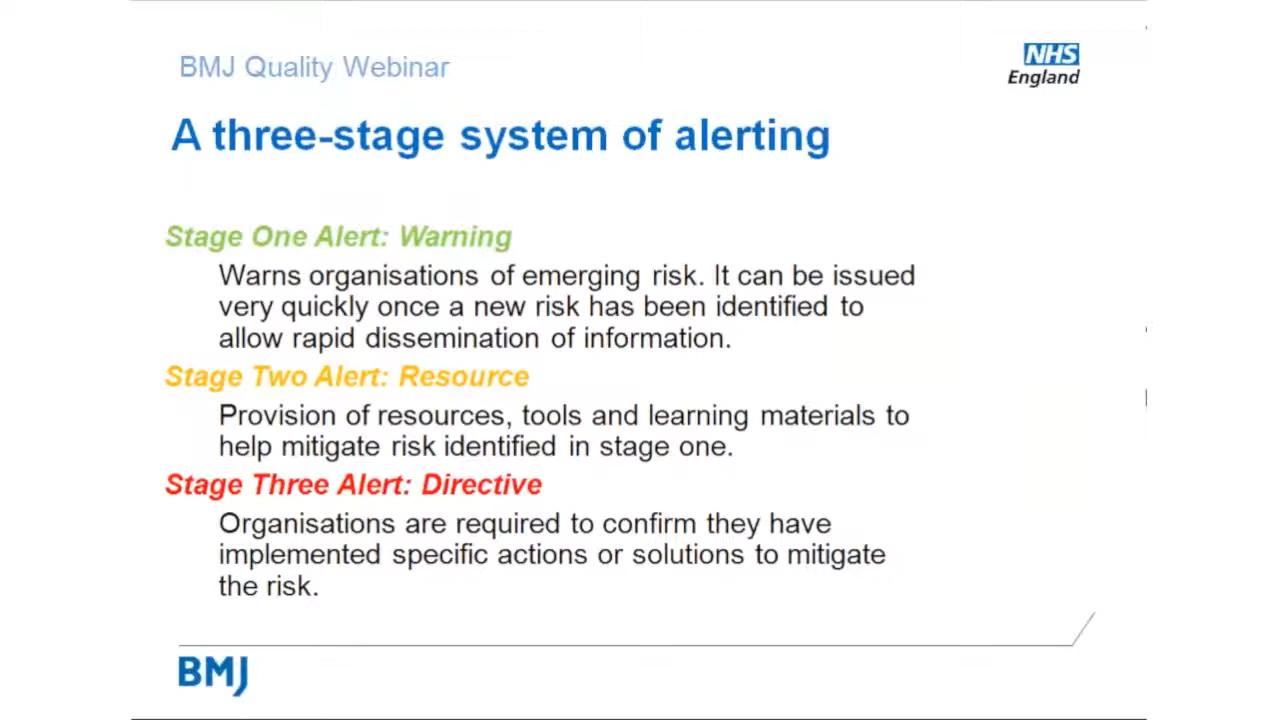 BMJ Quality Webinar
NHS
England
A three-stage system of alerting
Stage One Alert: Warning
Warns organisations of emerging risk. It can be issued
very quickly once a new risk has been identified to
allow rapid dissemination of information.
Stage Two Alert: Resource
Provision of resources, tools and learning materials to
help mitigate risk identified in stage one.
Stage Three Alert: Directive
Organisations are required to confirm they have
implemented specific actions or solutions to mitigate
the risk.
BMJ